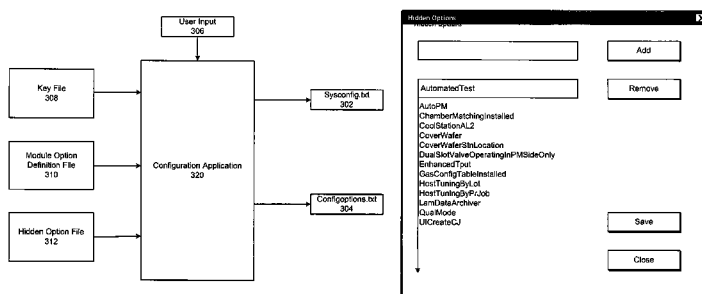 User Input
306
Key File
308
Module Option
Definition File
310
Hidden Option File
312
Configuration Application
320
Sysconfig.txt
302
Configoptions.txt
304
Hidden Options
Hidden Options
Add
AutomatedTest
Remove
AutoPM
ChamberMatchingInstalled
CoolStationAL2
CoverWafer
CoverWaferStnLocation
DualSlotValveOperatingInPMSideOnly
EnhancedTput
GasConfigTableInstalled
HostTuningByLot
HostTuningByPrJob
LamDataArchiver
QualMode
UICreateCJ
Save
Close